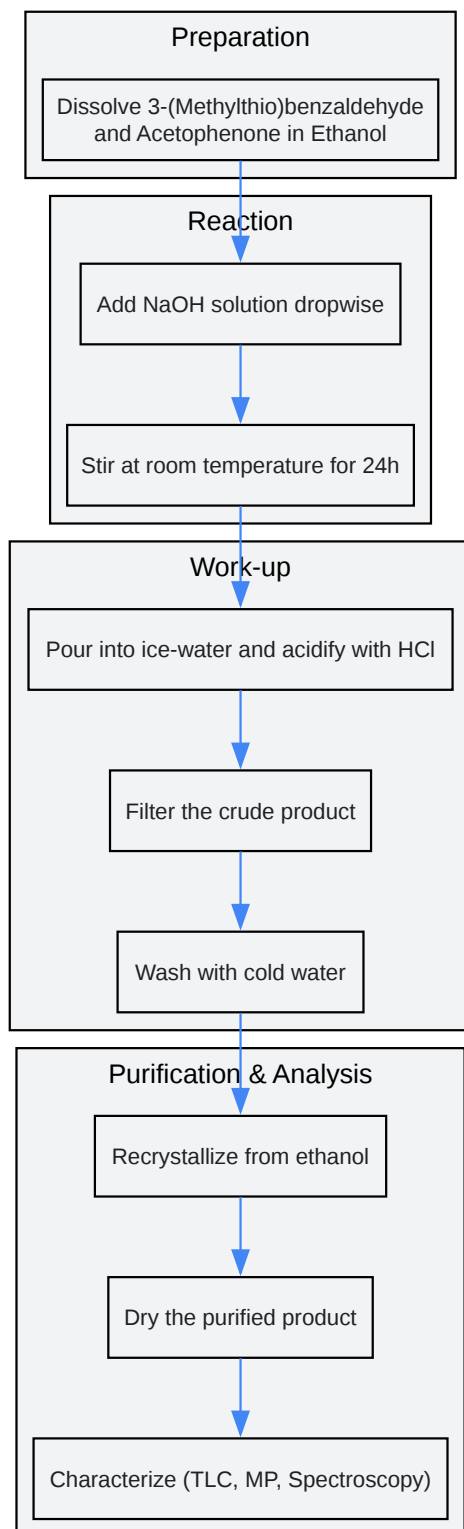 Preparation
Dissolve 3-(Methylthio)benzaldehyde
and Acetophenone in Ethanol
Reaction
Add NaOH solution dropwise
Stir at room temperature for 24h
Work-up
Pour into ice-water and acidify with HCl
Filter the crude product
Wash with cold water
Purification & Analysis
Recrystallize from ethanol
Dry the purified product
Characterize (TLC, MP, Spectroscopy)